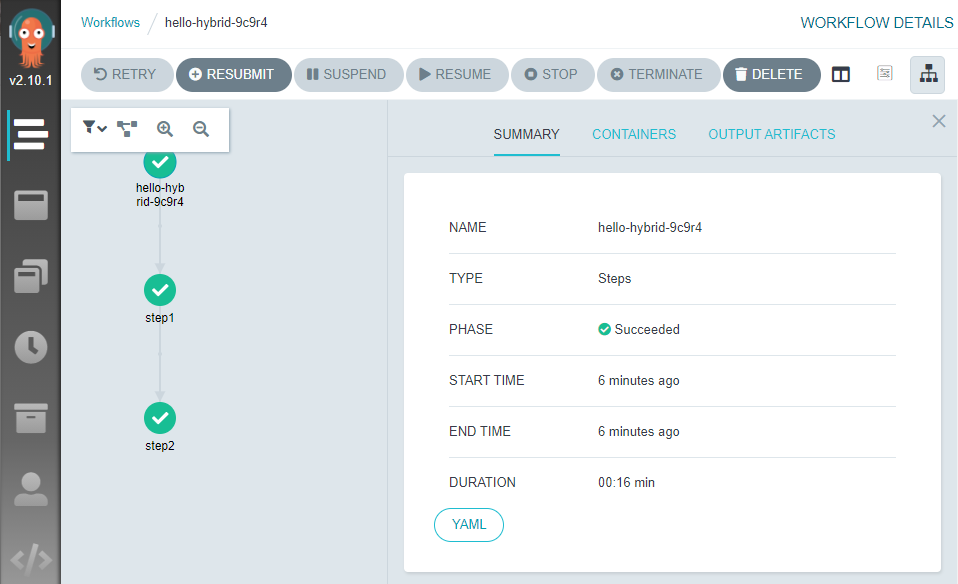 Workflows
hello-hybrid-9c9r4
WORKFLOW DETAILS
v2.10.1
RETRY
RESUBMIT
SUSPEND
RESUME
STOP
TERMINATE
DELETE
SUMMARY
CONTAINERS
OUTPUT ARTIFACTS
hello-hyb
rid-9c9r4
step1
step2
NAME hello-hybrid-9c9r4
TYPE Steps
PHASE Succeeded
START TIME 6 minutes ago
END TIME 6 minutes ago
DURATION 00:16 min
YAML